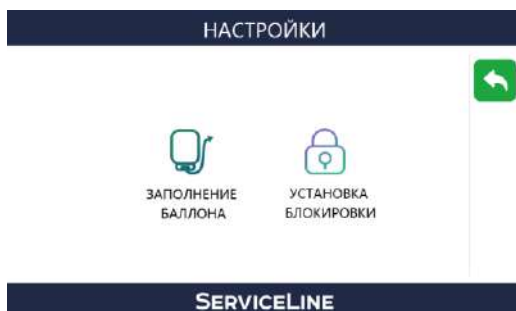 НАСТРОЙКИ
ЗАПОЛНЕНИЕ
БАЛЛОНА
УСТАНОВКА
БЛОКИРОВКИ
SERVICELINE